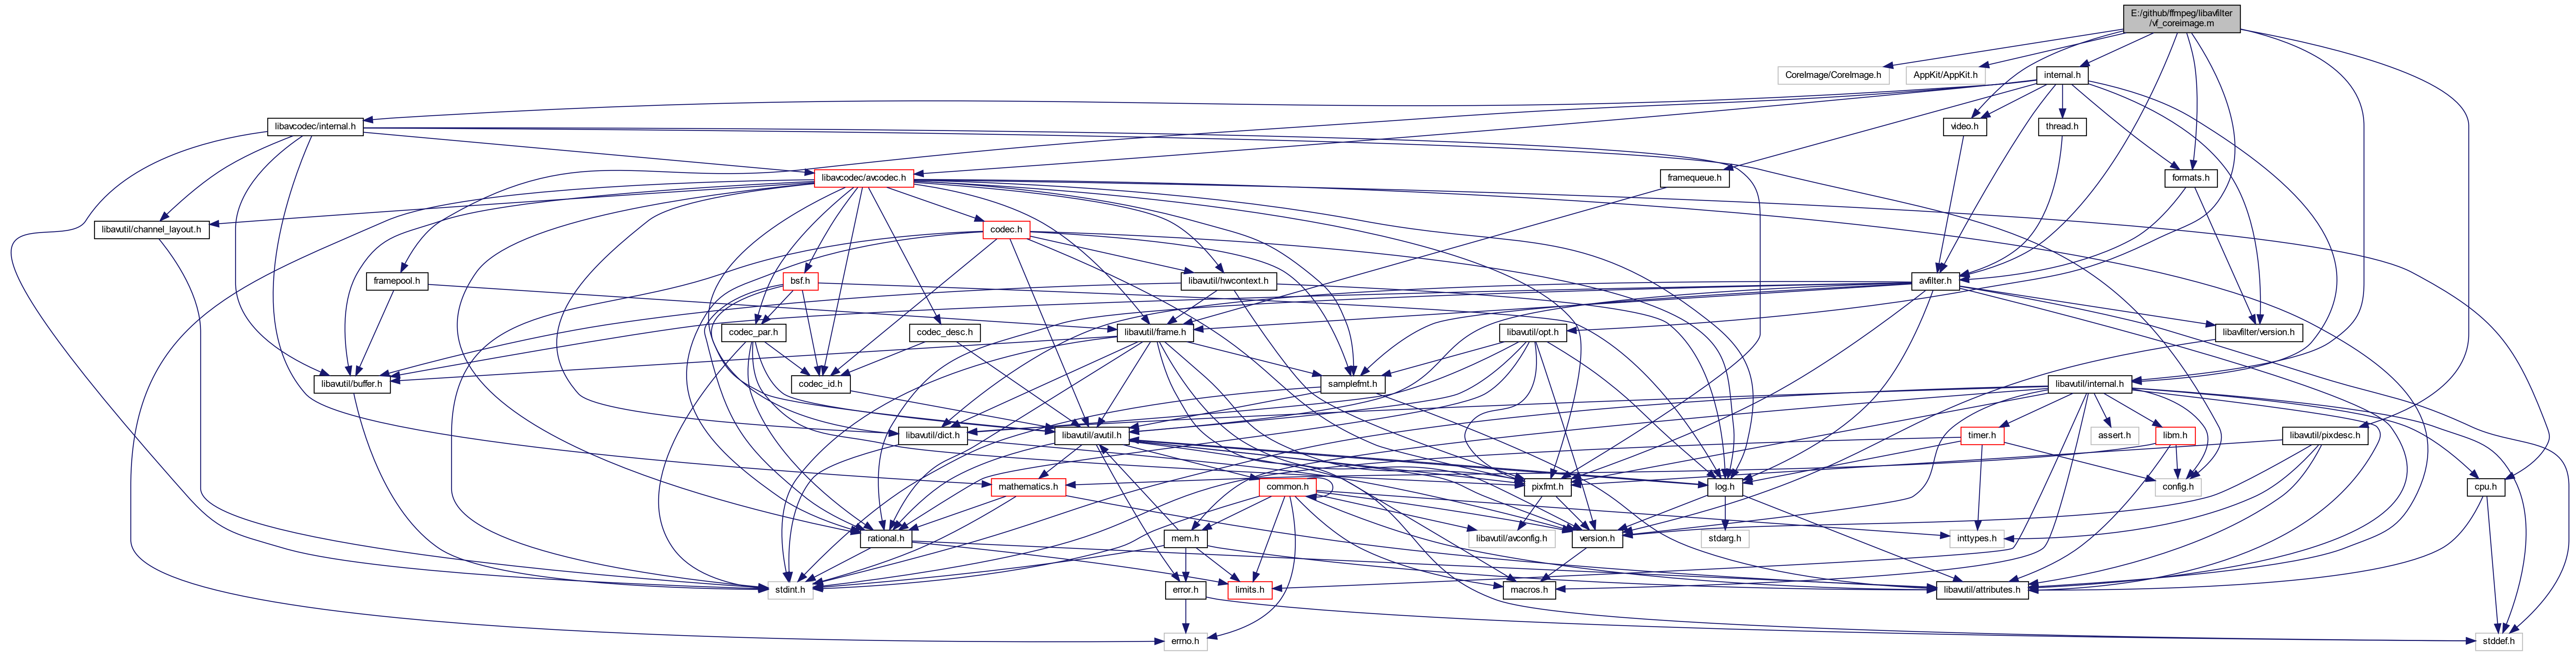 E:/github/ffmpeg/libavfilter
/vf_coreimage.m
CoreImage/CoreImage.h
AppKit/AppKit.h
internal.h
libavcodec/internal.h
video.h
thread.h
libavcodec/avcodec.h
framequeue.h
formats.h
libavutil/channel_layout.h
codec.h
framepool.h
bsf.h
libavutil/hwcontext.h
avfilter.h
codec_par.h
codec_desc.h
libavutil/frame.h
libavutil/opt.h
libavfilter/version.h
libavutil/buffer.h
codec_id.h
samplefmt.h
libavutil/internal.h
libavutil/dict.h
libavutil/avutil.h
timer.h
assert.h
libm.h
libavutil/pixdesc.h
mathematics.h
common.h
pixfmt.h
log.h
config.h
cpu.h
rational.h
mem.h
libavutil/avconfig.h
version.h
stdarg.h
inttypes.h
stdint.h
error.h
limits.h
macros.h
libavutil/attributes.h
errno.h
stddef.h